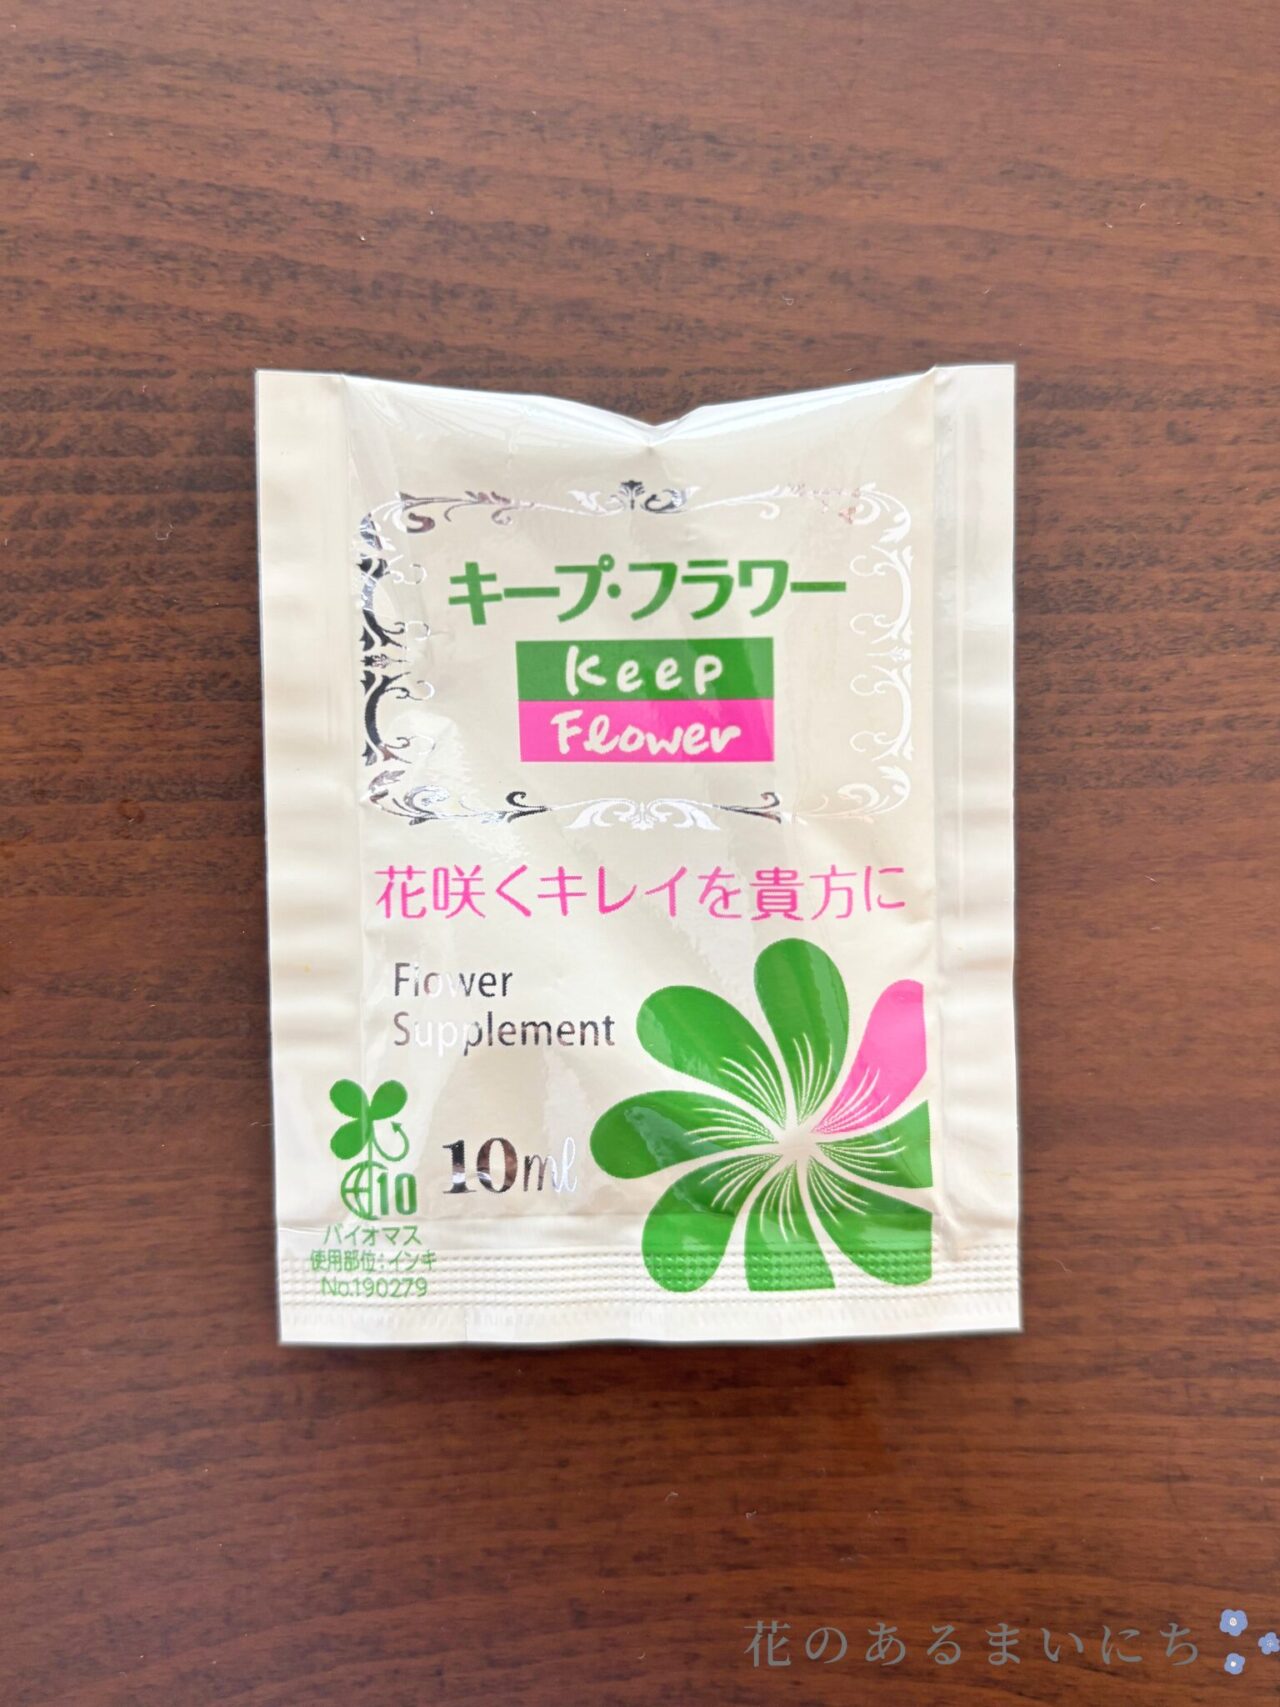 キープ・フラワー
Keep
Flower
花咲くキレイを貴方に
Flower
Supplement
10ml
10
バイオマス
使用部位:インキ
No.190279
花のあるまいにち